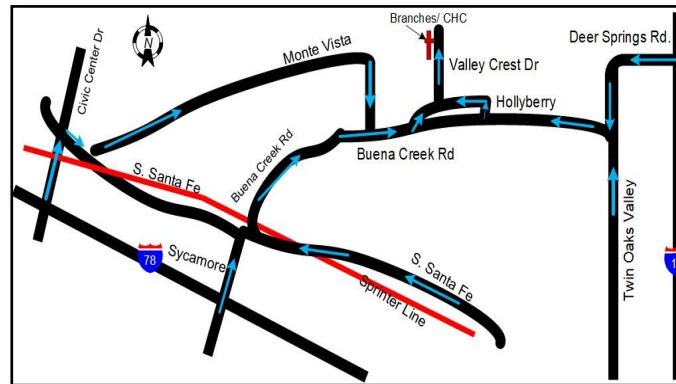 Branches/ CHC
N
Civic Center Dr
Monte Vista
Valley Crest Dr
Deer Springs Rd.
Hollyberry
Buena Creek Rd
Buena Creek Rd
S. Santa Fe
78
Sycamore
S. Santa Fe
Sprinter Line
Twin Oaks Valley
1